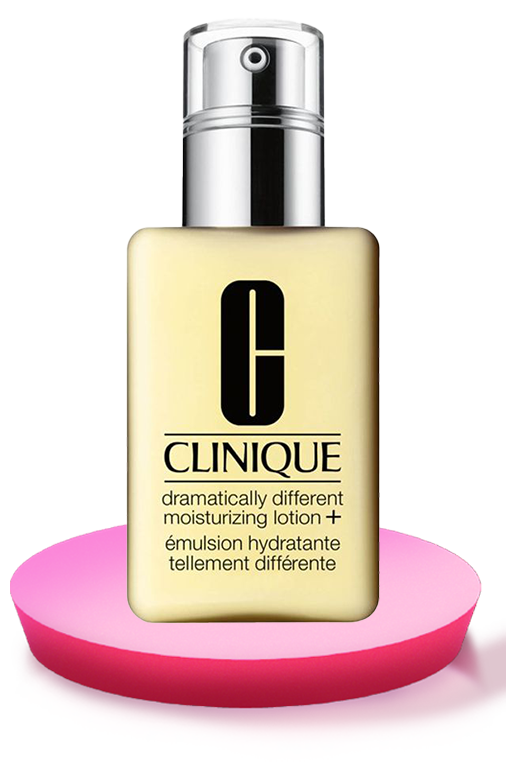 C
CLINIQUE
dramatically different
moisturizing lotion +
émulsion hydratante
tellement différente